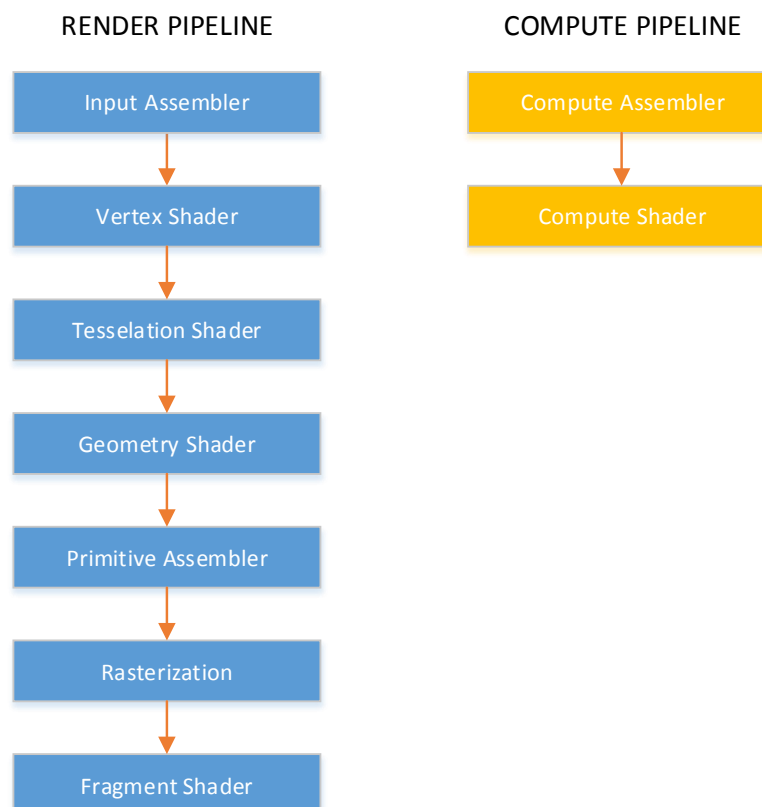 RENDER PIPELINE
Input Assembler
Vertex Shader
Tesselation Shader
Geometry Shader
Primitive Assembler
Rasterization
Fragment Shader
COMPUTE PIPELINE
Compute Assembler
Compute Shader